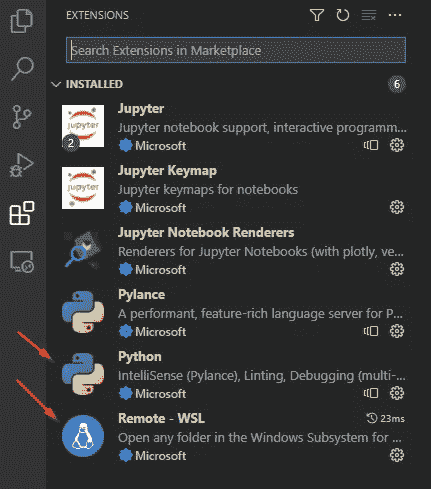 EXTENSIONS
Search Extensions in Marketplace
INSTALLED 6
Jupyter
Jupyter notebook support, interactive programm...
2
Microsoft
Jupyter Keymap
Jupyter keymaps for notebooks
Microsoft
Jupyter Notebook Renderers
Renderers for Jupyter Notebooks (with plotly, ve...
Microsoft
Pylance
A performant, feature-rich language server for P...
Microsoft
Python
IntelliSense (Pylance), Linting, Debugging (multi-...
Microsoft
Remote - WSL 23ms
Open any folder in the Windows Subsystem for ...
Microsoft